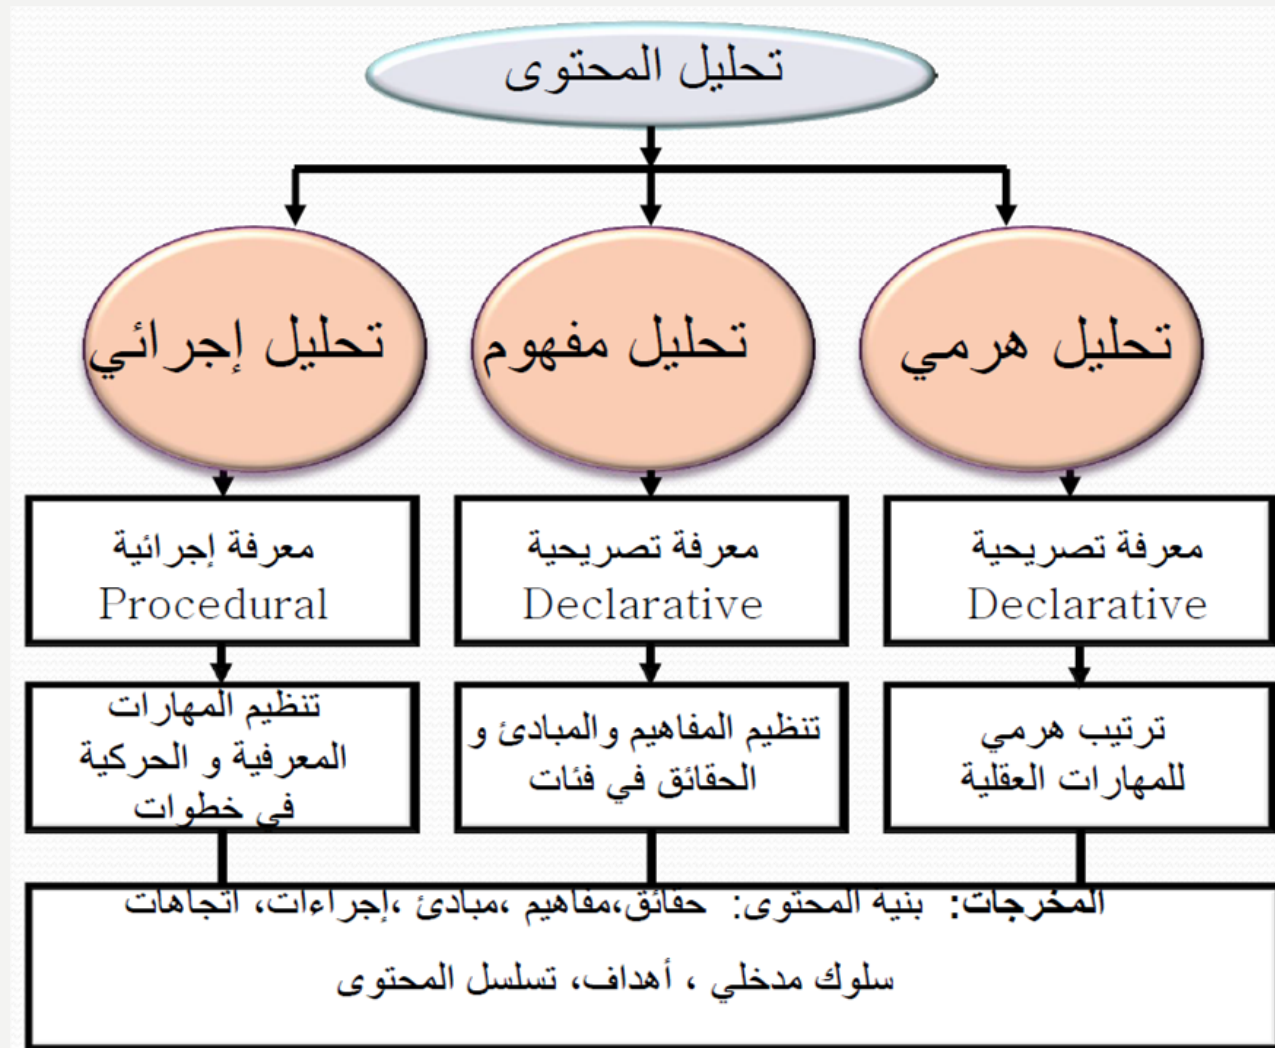 تحليل المحتوى
تحليل هرمي
تحليل مفهوم
تحليل إجرائي
معرفة تصريحية
Declarative
معرفة تصريحية
Declarative
معرفة إجرائية
Procedural
ترتيب هرمي
للمهارات العقلية
تنظيم المفاهيم والمبادئ و
الحقائق في فئات
تنظيم المهارات
المعرفية و الحركية
في خطوات
المخرجات: بنية المحتوى: حقائق،مفاهيم ،مبادئ ،إجراءات، اتجاهات
سلوك مدخلي ، أهداف، تسلسل المحتوى